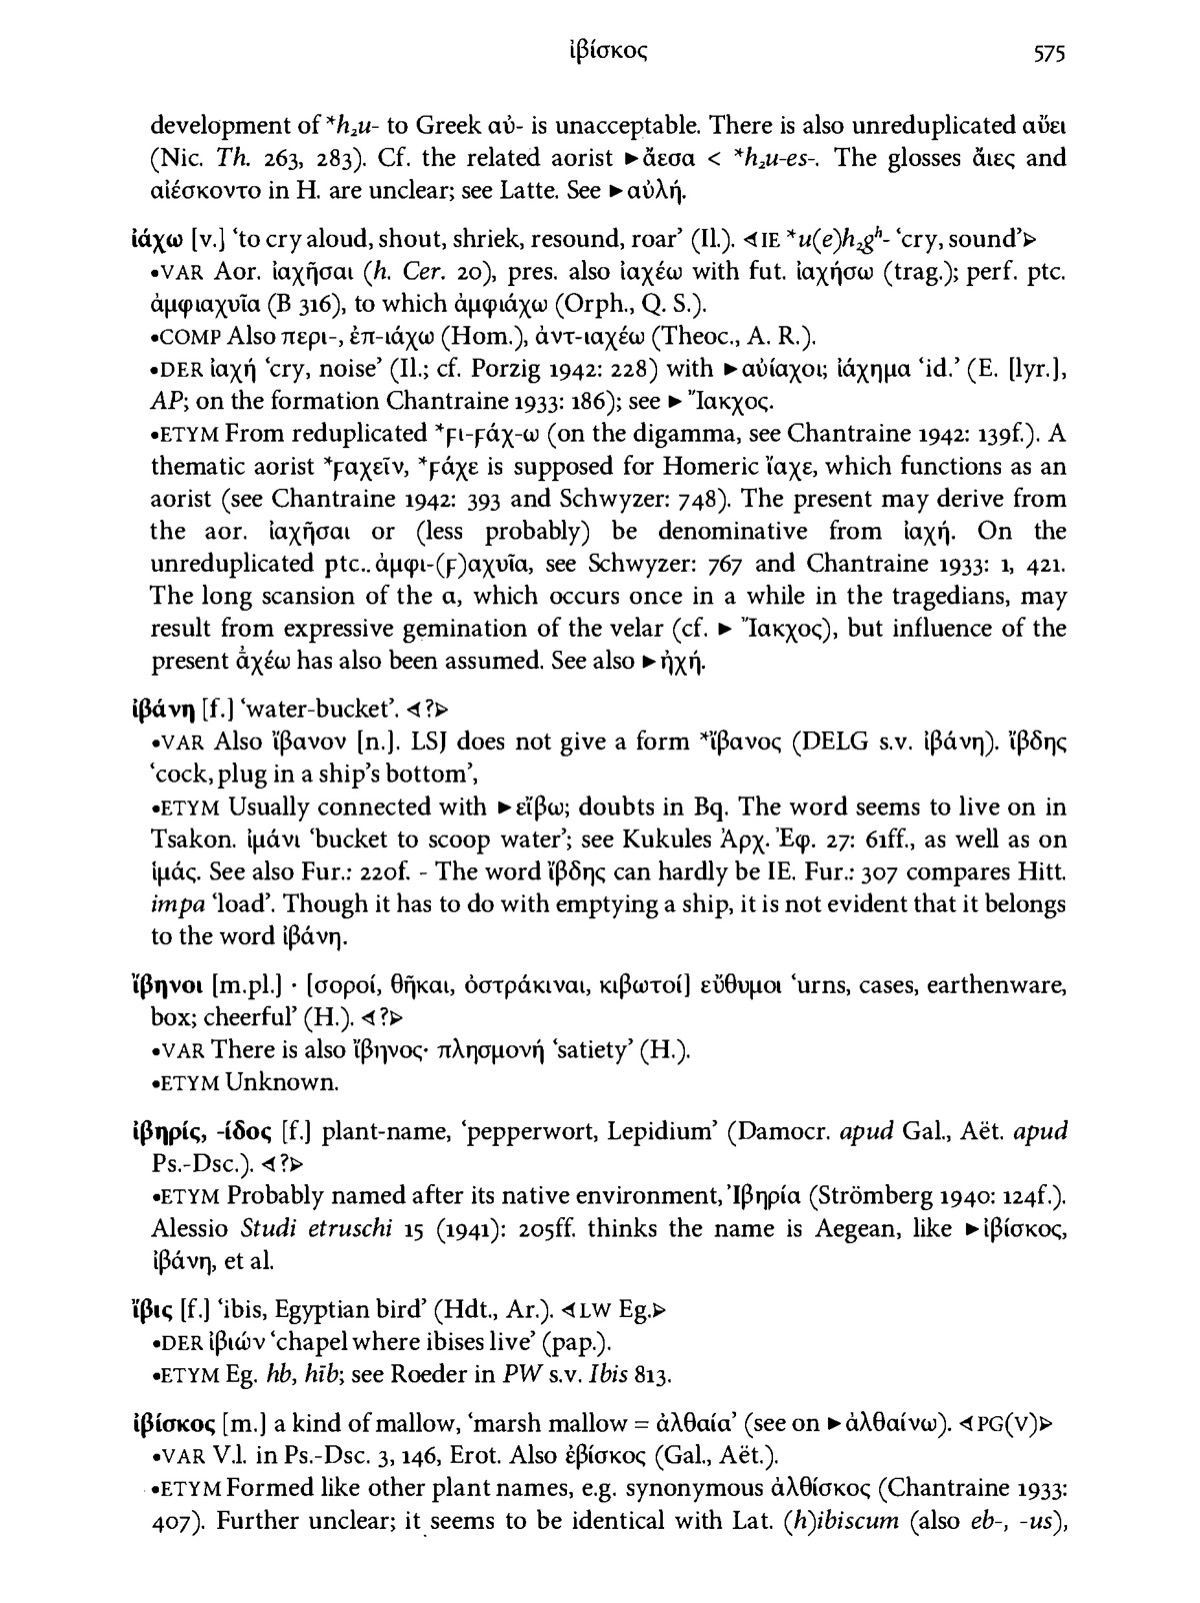 ἰβίσκος 575
development of *h₂u- to Greek αὐ- is unacceptable. There is also unreduplicated αὔει
(Nic. Th. 263, 283). Cf. the related aorist ►ἄεσα < *h₂u-es-. The glosses ἄιες and
αἰέσκοντο in H. are unclear; see Latte. See ►αὐλή.
ἰάχω [v.] ‘to cry aloud, shout, shriek, resound, roar’ (Il.). ◁IE *u(e)h₂gʰ- ‘cry, sound’▷
•VAR Aor. ἰαχῆσαι (h. Cer. 20), pres. also ἰαχέω with fut. ἰαχήσω (trag.); perf. ptc.
ἀμφιαχυῖα (B 316), to which ἀμφιάχω (Orph., Q. S.).
•COMP Also περι-, ἐπ-ιάχω (Hom.), ἀντ-ιαχέω (Theoc., A. R.).
•DER ἰαχή ‘cry, noise’ (Il.; cf. Porzig 1942: 228) with ►αὐίαχοι; ἰάχημα ‘id.’ (E. [lyr.],
AP; on the formation Chantraine 1933: 186); see ► Ἴακχος.
•ETYM From reduplicated *ϝι-ϝάχ-ω (on the digamma, see Chantraine 1942: 139f.). A
thematic aorist *ϝαχεῖν, *ϝάχε is supposed for Homeric ἴαχε, which functions as an
aorist (see Chantraine 1942: 393 and Schwyzer: 748). The present may derive from
the aor. ἰαχῆσαι or (less probably) be denominative from ἰαχή. On the
unreduplicated ptc.. ἀμφι-(ϝ)αχυῖα, see Schwyzer: 767 and Chantraine 1933: 1, 421.
The long scansion of the α, which occurs once in a while in the tragedians, may
result from expressive gemination of the velar (cf. ► Ἴακχος), but influence of the
present ἀ̄χέω has also been assumed. See also ►ἠχή.
ἰβάνη [f.] ‘water-bucket’. ◁?▷
•VAR Also ἴβανον [n.]. LSJ does not give a form *ἴβανος (DELG s.v. ἰβάνη). ἴβδης
‘cock, plug in a ship’s bottom’,
•ETYM Usually connected with ►εἴβω; doubts in Bq. The word seems to live on in
Tsakon. ἰμάνι ‘bucket to scoop water’; see Kukules Ἀρχ. Ἐφ. 27: 61ff., as well as on
ἱμάς. See also Fur.: 220f. - The word ἴβδης can hardly be IE. Fur.: 307 compares Hitt.
impa ‘load’. Though it has to do with emptying a ship, it is not evident that it belongs
to the word ἰβάνη.
ἴβηνοι [m.pl.] · [σοροί, θῆκαι, ὀστράκιναι, κιβωτοί] εὔθυμοι ‘urns, cases, earthenware,
box; cheerful’ (H.). ◁?▷
•VAR There is also ἴβηνος· πλησμονή ‘satiety’ (H.).
•ETYM Unknown.
ἰβηρίς, -ίδος [f.] plant-name, ‘pepperwort, Lepidium’ (Damocr. apud Gal., Aët. apud
Ps.-Dsc.). ◁?▷
•ETYM Probably named after its native environment, Ἰβηρία (Strömberg 1940: 124f.).
Alessio Studi etruschi 15 (1941): 205ff. thinks the name is Aegean, like ►ἰβίσκος,
ἰβάνη, et al.
ἴβις [f.] ‘ibis, Egyptian bird’ (Hdt., Ar.). ◁LW Eg.▷
•DER ἰβιών ‘chapel where ibises live’ (pap.).
•ETYM Eg. hb, hīb; see Roeder in PW s.v. Ibis 813.
ἰβίσκος [m.] a kind of mallow, ‘marsh mallow = ἀλθαία’ (see on ►ἀλθαίνω). ◁PG(V)▷
•VAR V.l. in Ps.-Dsc. 3, 146, Erot. Also ἐβίσκος (Gal., Aët.).
•ETYM Formed like other plant names, e.g. synonymous ἀλθίσκος (Chantraine 1933:
407). Further unclear; it seems to be identical with Lat. (h)ibiscum (also eb-, -us),